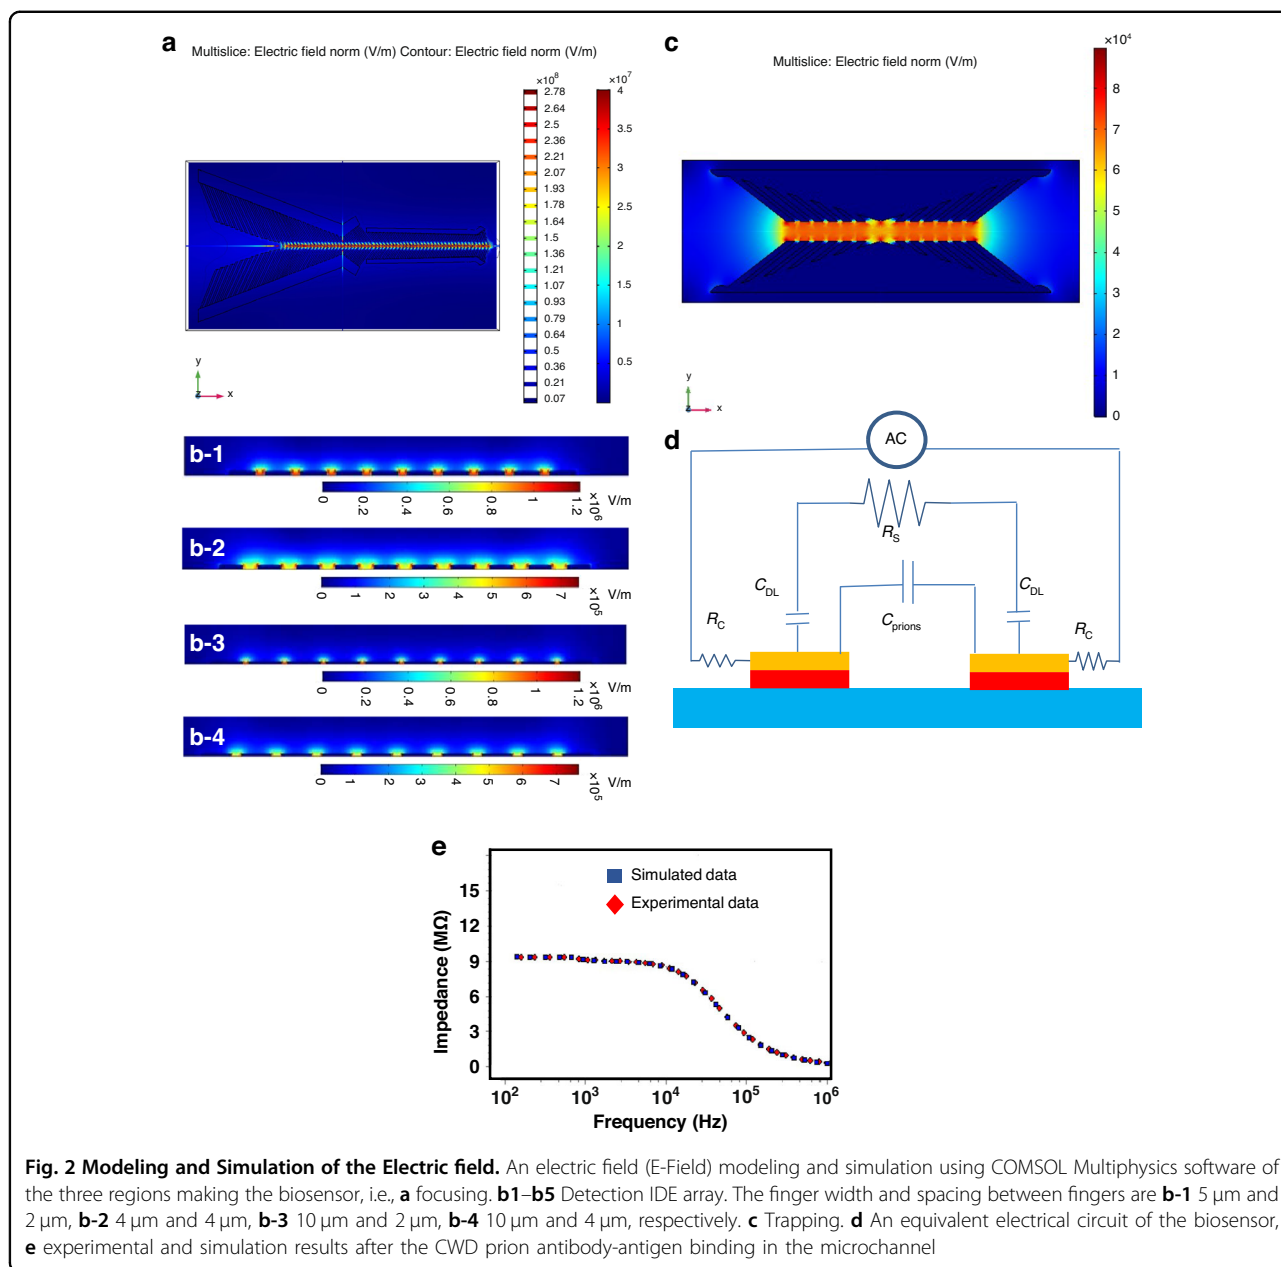 a
Multislice: Electric field norm (V/m) Contour: Electric field norm (V/m)
×10⁸
2.78
2.64
2.5
2.36
2.21
2.07
1.93
1.78
1.64
1.5
1.36
1.21
1.07
0.93
0.79
0.64
0.5
0.36
0.21
0.07
×10⁷
4
3.5
3
2.5
2
1.5
1
0.5
y
z
x
c
Multislice: Electric field norm (V/m)
×10⁴
8
7
6
5
4
3
2
1
0
y
z
x
b-1
0 0.2 0.4 0.6 0.8 1 1.2 ×10⁶ V/m
b-2
0 1 2 3 4 5 6 7 ×10⁵ V/m
b-3
0 0.2 0.4 0.6 0.8 1 1.2 ×10⁶ V/m
b-4
0 1 2 3 4 5 6 7 ×10⁵ V/m
d
AC
R_S
C_DL
C_DL
C_prions
R_C
R_C
e
Simulated data
Experimental data
Impedance (MΩ)
15
12
9
6
3
0
10² 10³ 10⁴ 10⁵ 10⁶
Frequency (Hz)
Fig. 2 Modeling and Simulation of the Electric field. An electric field (E-Field) modeling and simulation using COMSOL Multiphysics software of
the three regions making the biosensor, i.e., a focusing. b1–b5 Detection IDE array. The finger width and spacing between fingers are b-1 5 μm and
2 μm, b-2 4 μm and 4 μm, b-3 10 μm and 2 μm, b-4 10 μm and 4 μm, respectively. c Trapping. d An equivalent electrical circuit of the biosensor,
e experimental and simulation results after the CWD prion antibody-antigen binding in the microchannel